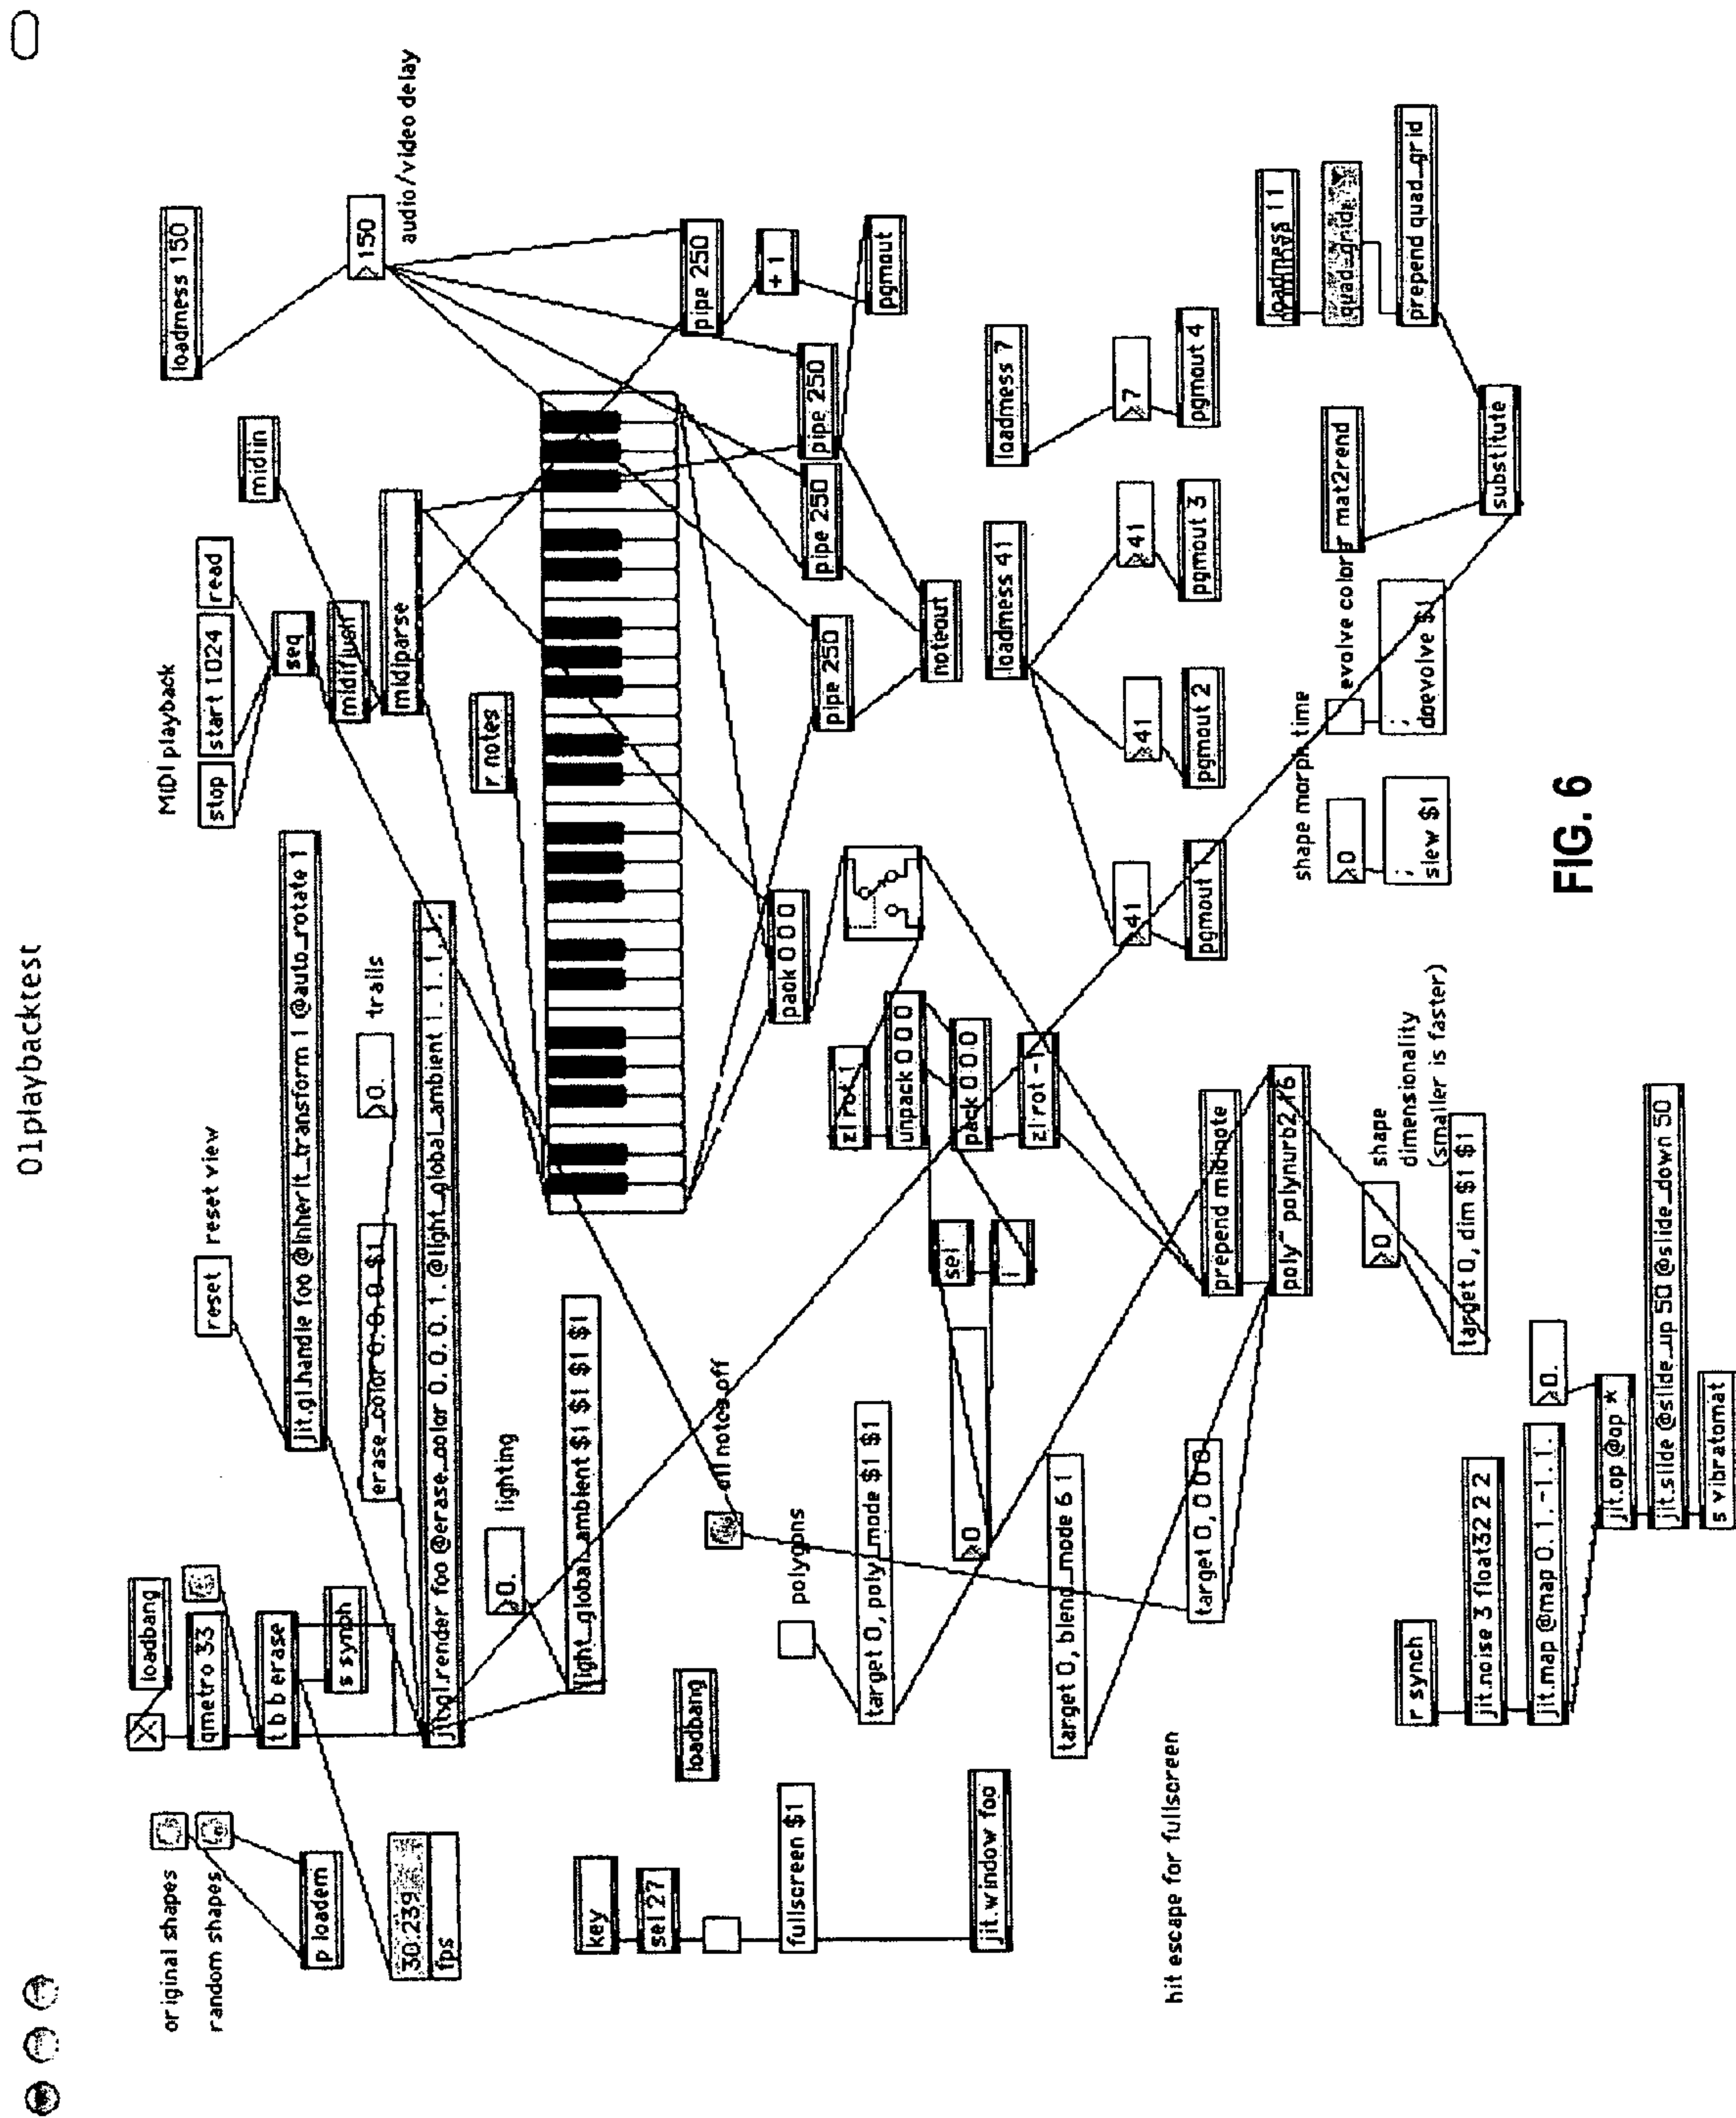 01playbacktest
original shapes
random shapes
p loadem
30.239
fps
loadbang
qmetro 33
t b b erase
s synch
reset
reset view
jit.gl.handle foo @inherit_transform 1 @auto_rotate 1
erase_color 0. 0. 0. $1
0.
trails
jit.gl.render foo @erase_color 0. 0. 0. 1. @light_global_ambient 1. 1. 1.
0.
lighting
light_global_ambient $1 $1 $1 $1
MIDI playback
stop
start 1024
read
seq
midiflush
midiin
midiparse
r notes
loadmess 150
150
audio/video delay
pipe 250
+ 1
pgmout
pipe 250
pipe 250
pipe 250
noteout
key
sel 27
fullscreen $1
jit.window foo
loadbang
hit escape for fullscreen
all notes off
polygons
target 0, poly_mode $1 $1
0
target 0, blend_mode 6 1
target 0, 0 0 0
pack 0 0 0
zl rot 1
unpack 0 0 0
pack 0 0 0
zl rot -1
sel
i
prepend midinote
poly~ polynurb2 16
0
shape
dimensionality
(smaller is faster)
target 0, dim $1 $1
loadmess 41
41
pgmout 1
41
pgmout 2
41
pgmout 3
loadmess 7
7
pgmout 4
shape morph time
0
;
slew $1
evolve color
;
doevolve $1
r mat2rend
substitute
loadmess 11
quad_grid
prepend quad_grid
r synch
jit.noise 3 float32 2 2
jit.map @map 0. 1. -1. 1.
0.
jit.op @op *
jit.slide @slide_up 50 @slide_down 50
s vibratomat
FIG. 6